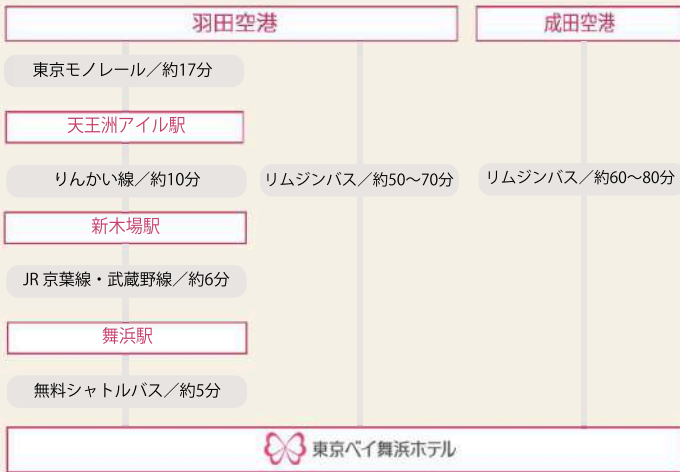 羽田空港
成田空港
東京モノレール／約17分
天王洲アイル駅
りんかい線／約10分
リムジンバス／約50〜70分
リムジンバス／約60〜80分
新木場駅
JR 京葉線・武蔵野線／約6分
舞浜駅
無料シャトルバス／約5分
東京ベイ舞浜ホテル